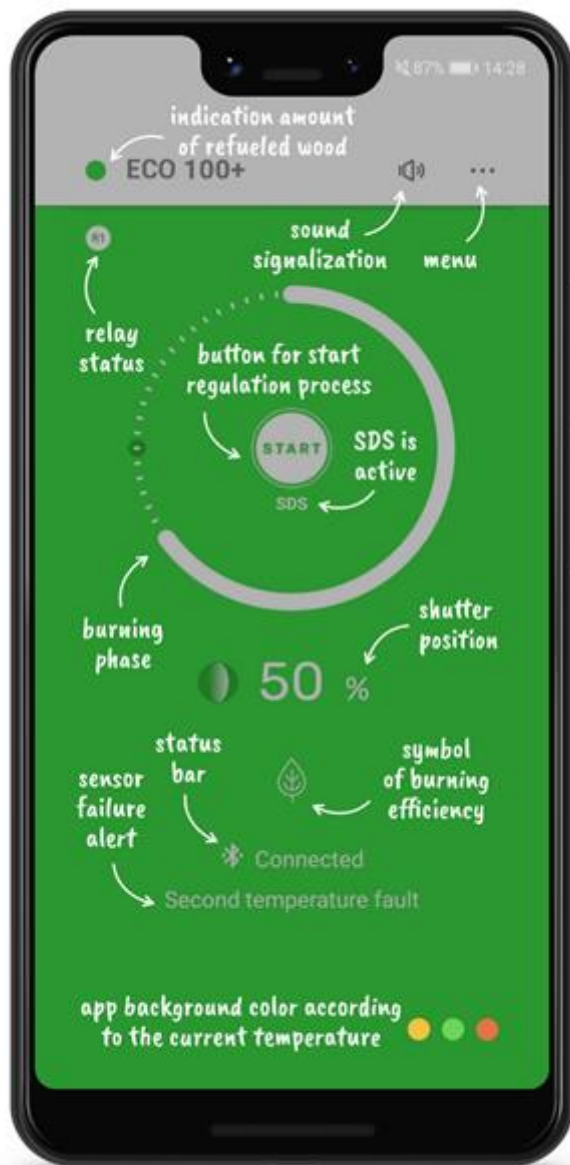 87% 14:28
indication amount
of refueled wood
ECO 100+
sound
signalization
menu
R1
relay
status
button for start
regulation process
START
SDS is
active
SDS
burning
phase
shutter
position
50 %
status
bar
symbol
of burning
efficiency
sensor
failure
alert
Connected
Second temperature fault
app background color according
to the current temperature